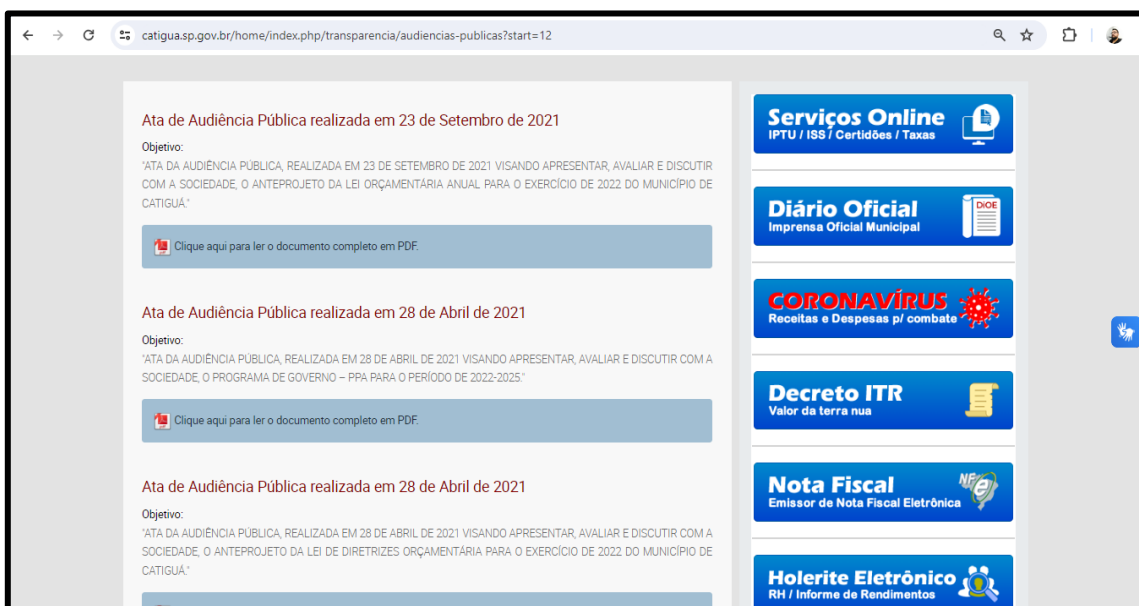 catigua.sp.gov.br/home/index.php/transparencia/audiencias-publicas?start=12
Ata de Audiência Pública realizada em 23 de Setembro de 2021
Objetivo:
"ATA DA AUDIÊNCIA PÚBLICA, REALIZADA EM 23 DE SETEMBRO DE 2021 VISANDO APRESENTAR, AVALIAR E DISCUTIR
COM A SOCIEDADE, O ANTEPROJETO DA LEI ORÇAMENTÁRIA ANUAL PARA O EXERCÍCIO DE 2022 DO MUNICÍPIO DE
CATIGUÁ."
Clique aqui para ler o documento completo em PDF.
Ata de Audiência Pública realizada em 28 de Abril de 2021
Objetivo:
"ATA DA AUDIÊNCIA PÚBLICA, REALIZADA EM 28 DE ABRIL DE 2021 VISANDO APRESENTAR, AVALIAR E DISCUTIR COM A
SOCIEDADE, O PROGRAMA DE GOVERNO – PPA PARA O PERÍODO DE 2022-2025."
Clique aqui para ler o documento completo em PDF.
Ata de Audiência Pública realizada em 28 de Abril de 2021
Objetivo:
"ATA DA AUDIÊNCIA PÚBLICA, REALIZADA EM 28 DE ABRIL DE 2021 VISANDO APRESENTAR, AVALIAR E DISCUTIR COM A
SOCIEDADE, O ANTEPROJETO DA LEI DE DIRETRIZES ORÇAMENTÁRIA PARA O EXERCÍCIO DE 2022 DO MUNICÍPIO DE
CATIGUÁ."
Serviços Online
IPTU / ISS / Certidões / Taxas
Diário Oficial
Imprensa Oficial Municipal
DiOE
CORONAVÍRUS
Receitas e Despesas p/ combate
Decreto ITR
Valor da terra nua
Nota Fiscal
Emissor de Nota Fiscal Eletrônica
NFe
Holerite Eletrônico
RH / Informe de Rendimentos